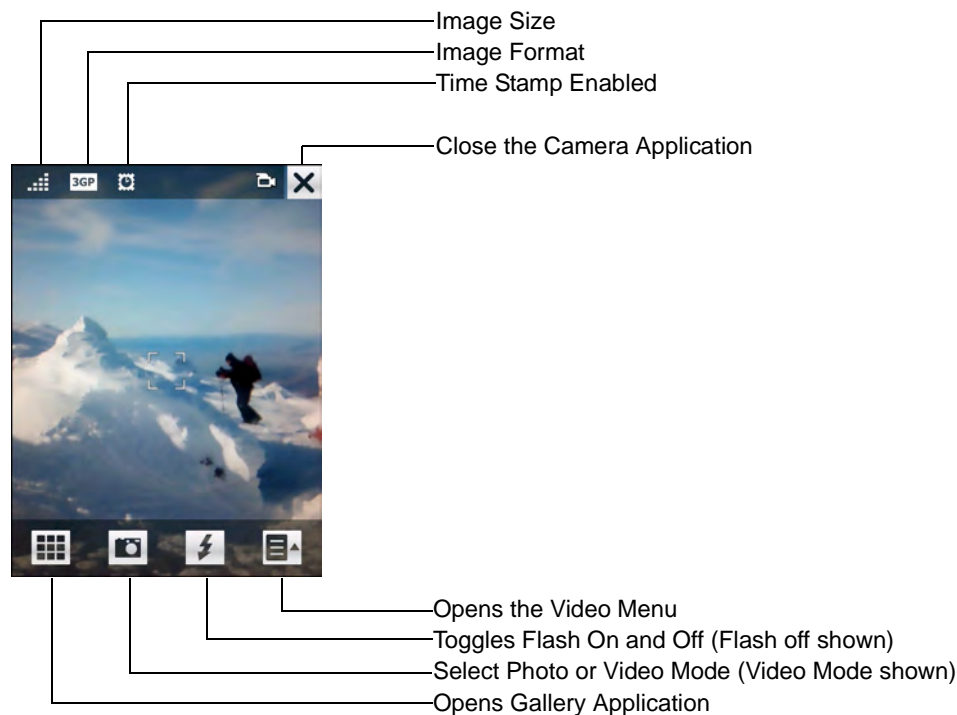 Image Size
Image Format
Time Stamp Enabled
Close the Camera Application
3GP
Opens the Video Menu
Toggles Flash On and Off (Flash off shown)
Select Photo or Video Mode (Video Mode shown)
Opens Gallery Application